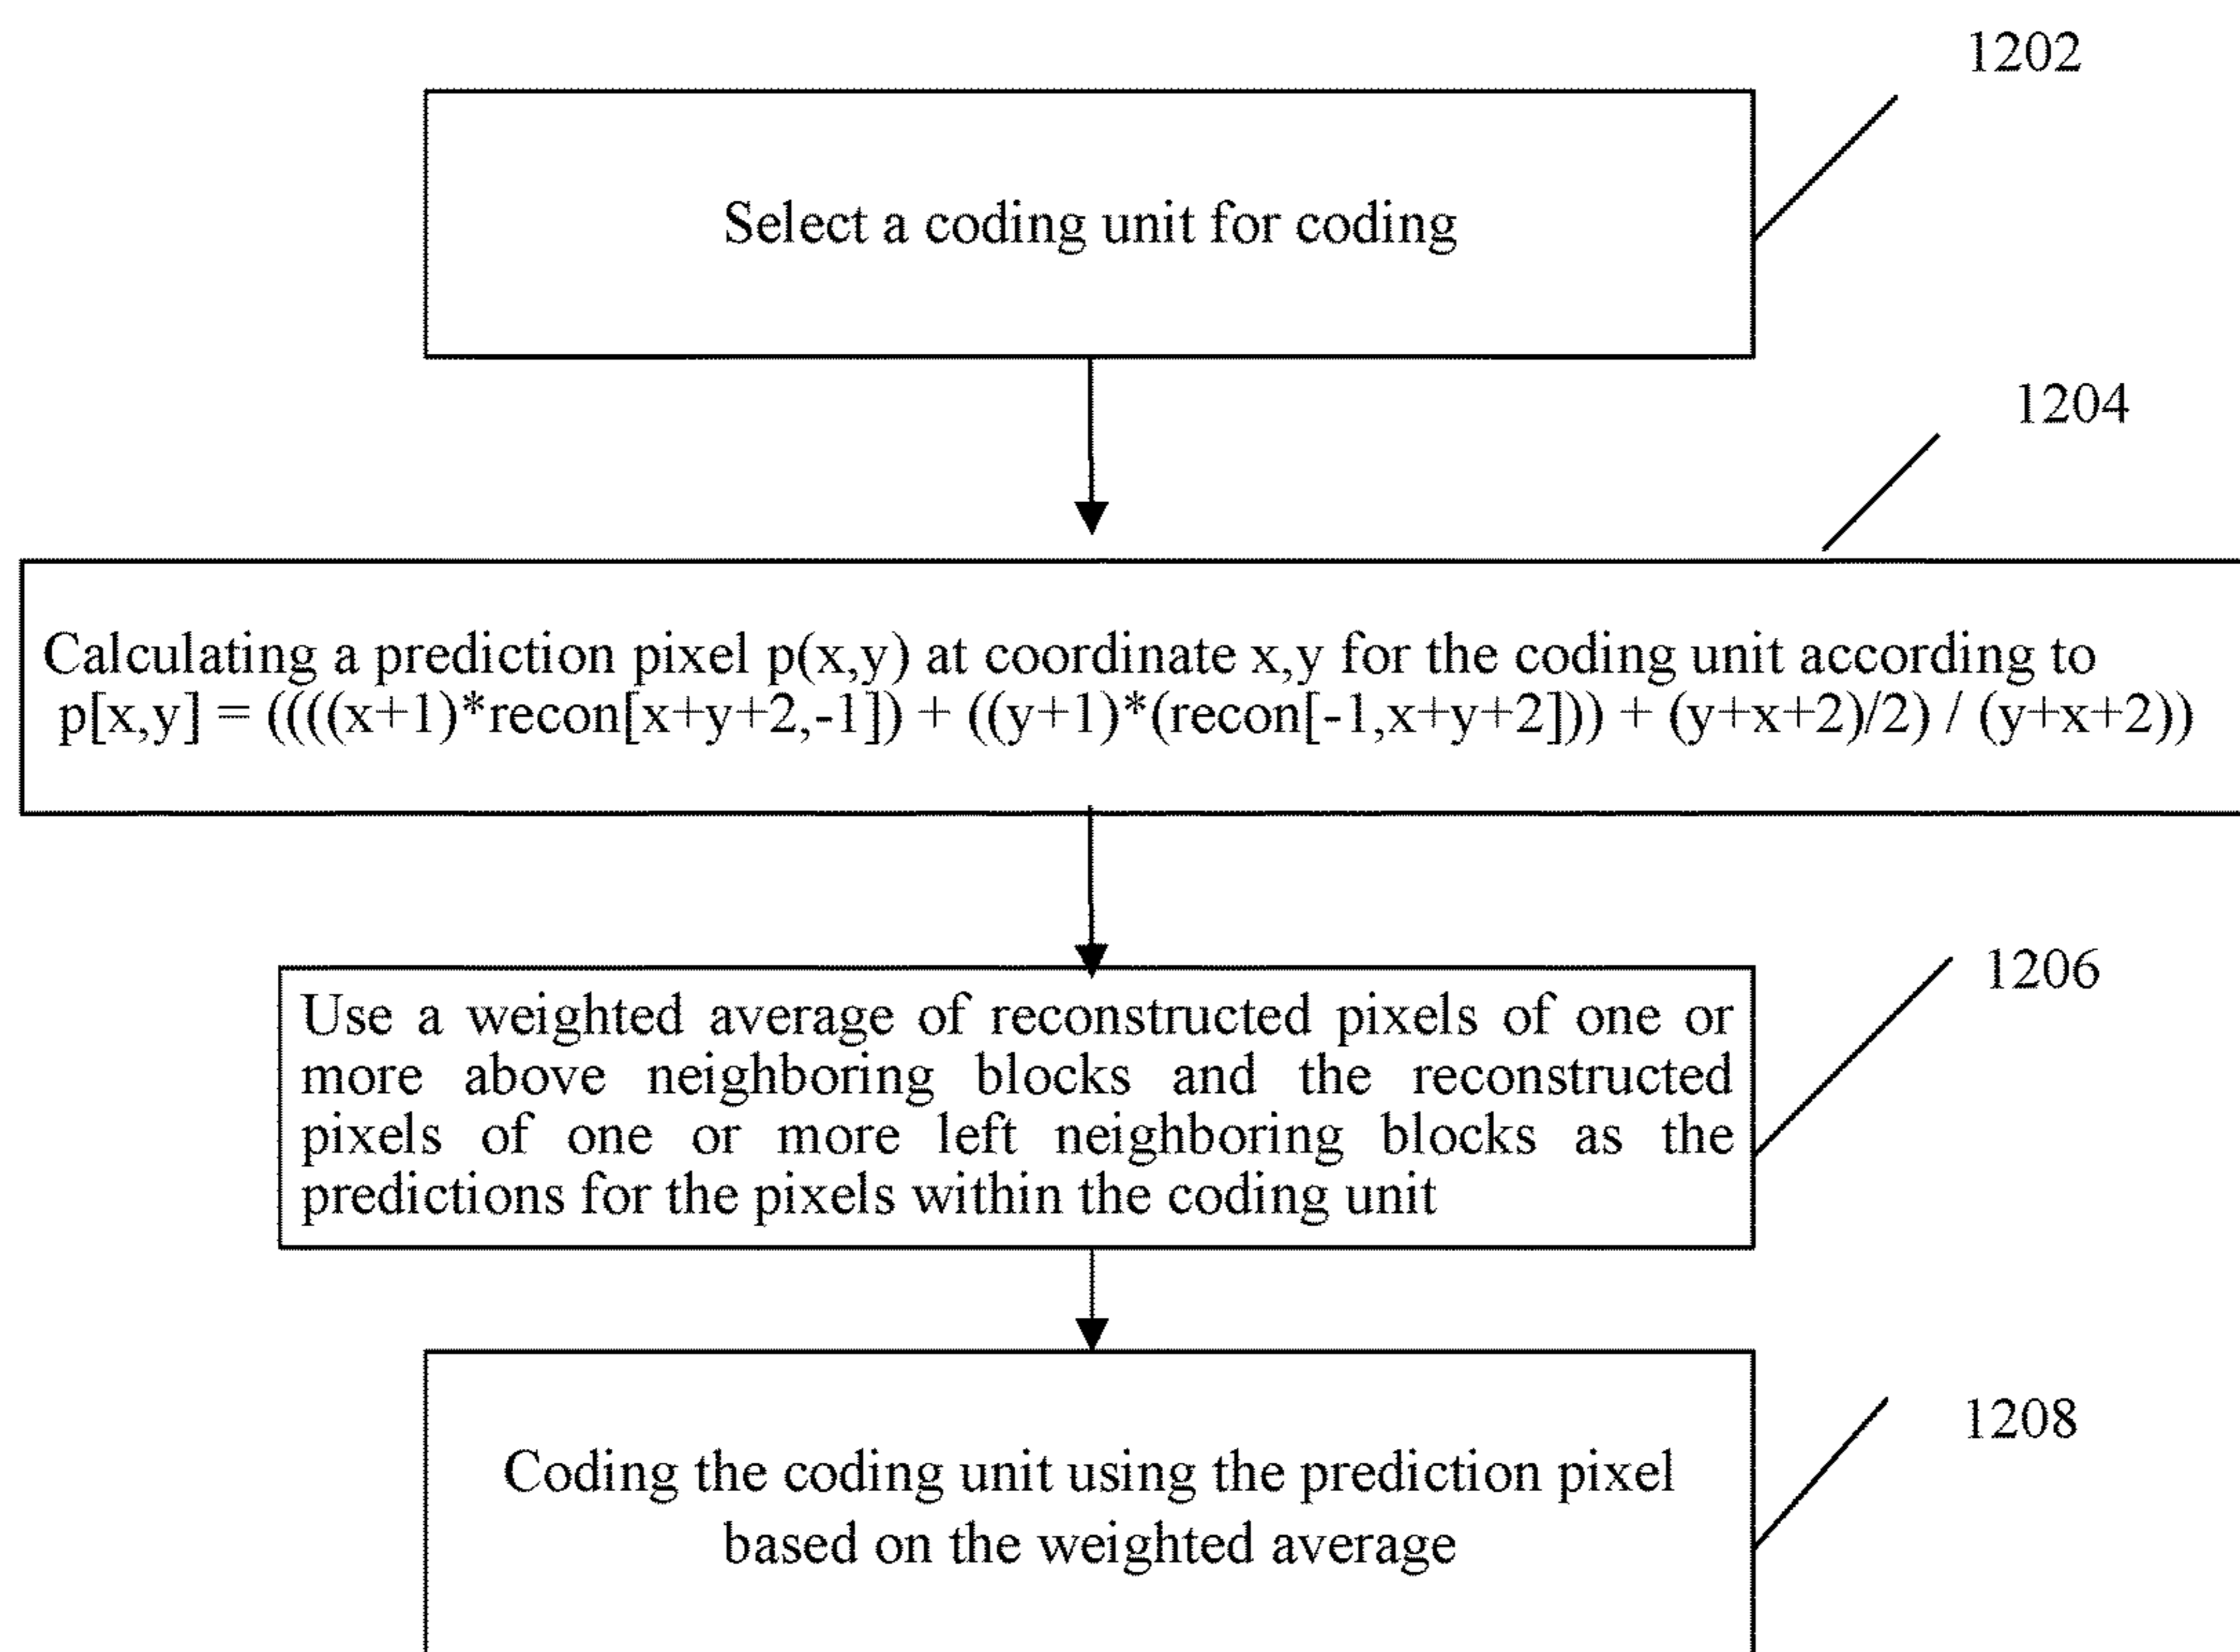 1202
Select a coding unit for coding
1204
Calculating a prediction pixel p(x,y) at coordinate x,y for the coding unit according to
p[x,y] = ((((x+1)*recon[x+y+2,-1]) + ((y+1)*(recon[-1,x+y+2])) + (y+x+2)/2) / (y+x+2))
1206
Use a weighted average of reconstructed pixels of one or
more above neighboring blocks and the reconstructed
pixels of one or more left neighboring blocks as the
predictions for the pixels within the coding unit
1208
Coding the coding unit using the prediction pixel
based on the weighted average